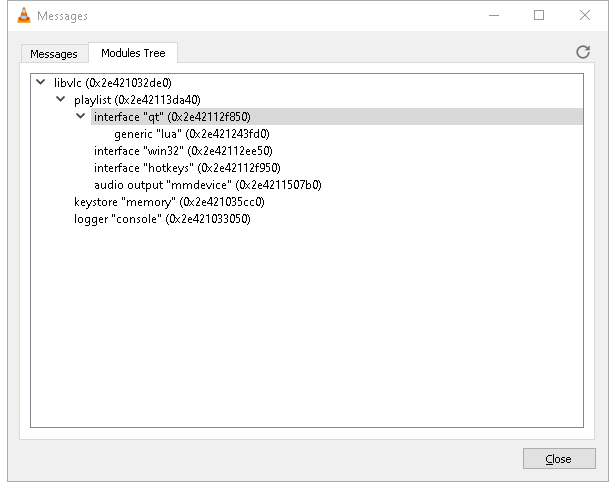 Messages
Messages
Modules Tree
libvlc (0x2e421032de0)
playlist (0x2e42113da40)
interface "qt" (0x2e42112f850)
generic "lua" (0x2e421243fd0)
interface "win32" (0x2e42112ee50)
interface "hotkeys" (0x2e42112f950)
audio output "mmdevice" (0x2e4211507b0)
keystore "memory" (0x2e421035cc0)
logger "console" (0x2e421033050)
Close